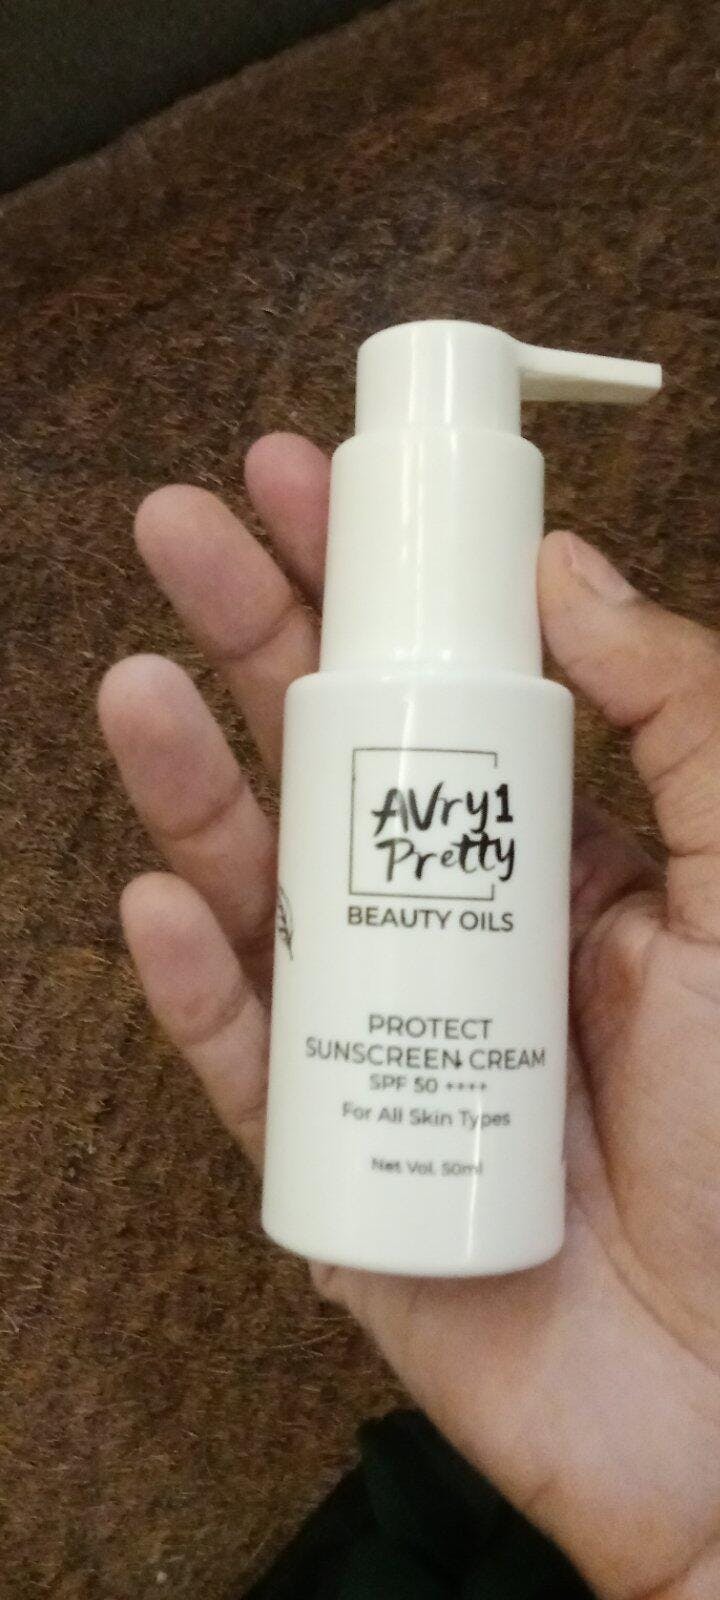 AVry1
Pretty
BEAUTY OILS
PROTECT
SUNSCREEN CREAM
SPF 50 ++++
For All Skin Types
Net Vol. 50ml